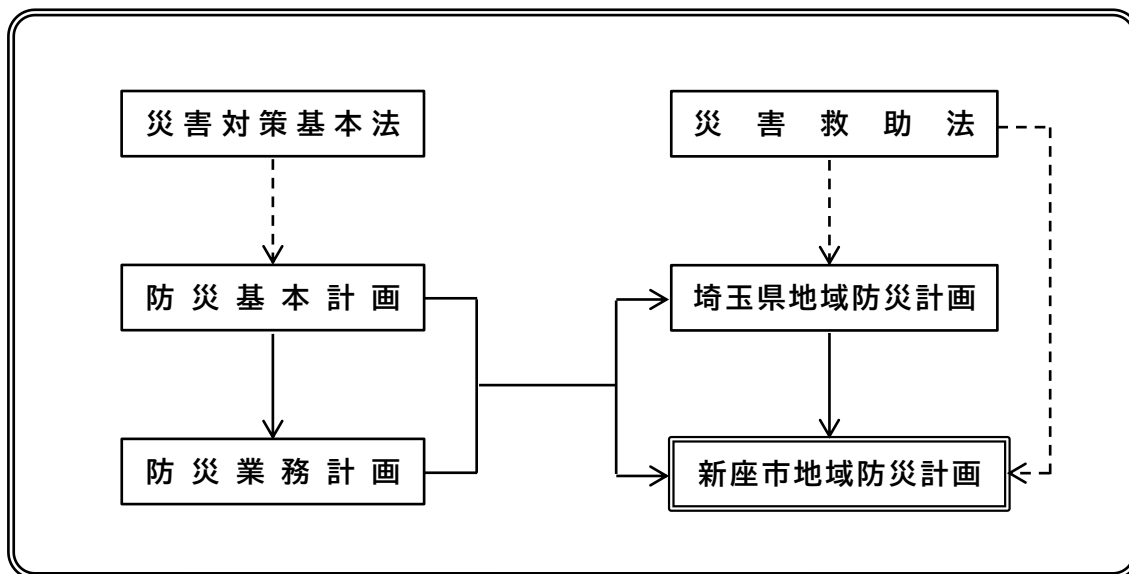 災害対策基本法
災害救助法
防災基本計画
埼玉県地域防災計画
防災業務計画
新座市地域防災計画